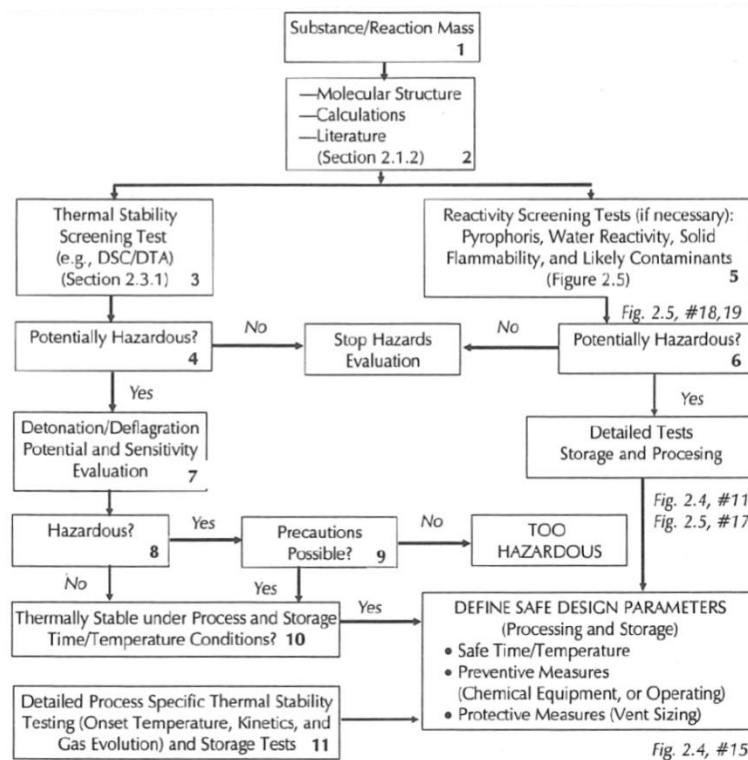 Substance/Reaction Mass
1
—Molecular Structure
—Calculations
—Literature
(Section 2.1.2) 2
Thermal Stability
Screening Test
(e.g., DSC/DTA)
(Section 2.3.1) 3
Reactivity Screening Tests (if necessary):
Pyrophoris, Water Reactivity, Solid
Flammability, and Likely Contaminants
(Figure 2.5) 5
Fig. 2.5, #18,19
Potentially Hazardous?
4
No
Stop Hazards
Evaluation
No
Potentially Hazardous?
6
Yes
Yes
Detonation/Deflagration
Potential and Sensitivity
Evaluation
7
Detailed Tests
Storage and Procesing
Fig. 2.4, #11
Fig. 2.5, #17
Hazardous?
8
Yes
Precautions
Possible? 9
No
TOO
HAZARDOUS
No
Yes
Thermally Stable under Process and Storage
Time/Temperature Conditions? 10
Yes
DEFINE SAFE DESIGN PARAMETERS
(Processing and Storage)
• Safe Time/Temperature
• Preventive Measures
(Chemical Equipment, or Operating)
• Protective Measures (Vent Sizing)
Detailed Process Specific Thermal Stability
Testing (Onset Temperature, Kinetics, and
Gas Evolution) and Storage Tests 11
Fig. 2.4, #15